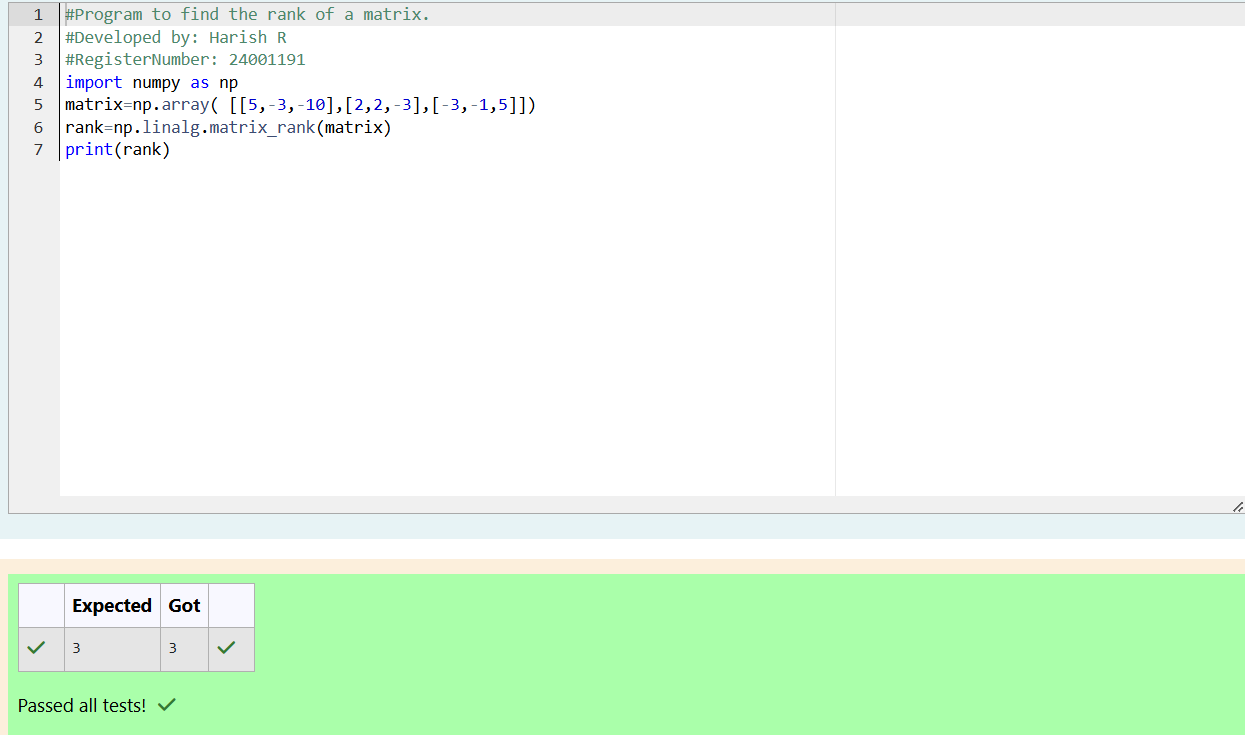 1 #Program to find the rank of a matrix.
2 #Developed by: Harish R
3 #RegisterNumber: 24001191
4 import numpy as np
5 matrix=np.array( [[5,-3,-10],[2,2,-3],[-3,-1,5]])
6 rank=np.linalg.matrix_rank(matrix)
7 print(rank)
Expected Got
3 3
Passed all tests!